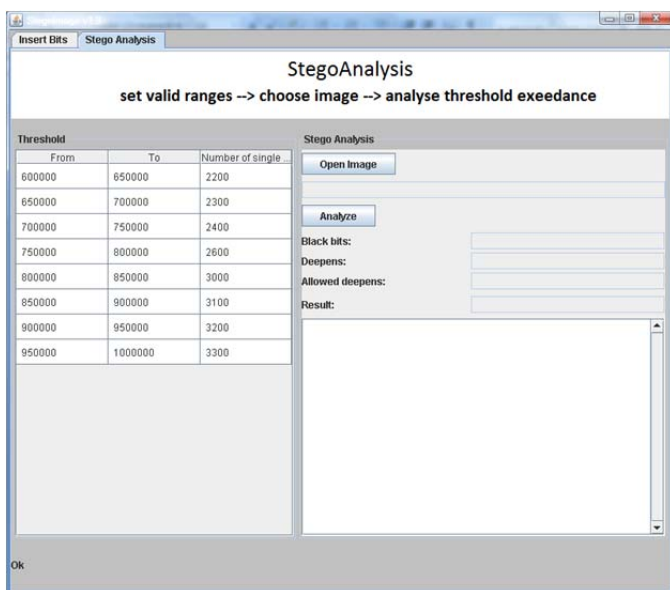 Insert Bits Stego Analysis
StegoAnalysis
set valid ranges --> choose image --> analyse threshold exeedance
Threshold
From To Number of single ...
600000 650000 2200
650000 700000 2300
700000 750000 2400
750000 800000 2600
800000 850000 3000
850000 900000 3100
900000 950000 3200
950000 1000000 3300
Stego Analysis
Open Image
Analyze
Black bits:
Deepens:
Allowed deepens:
Result:
Ok